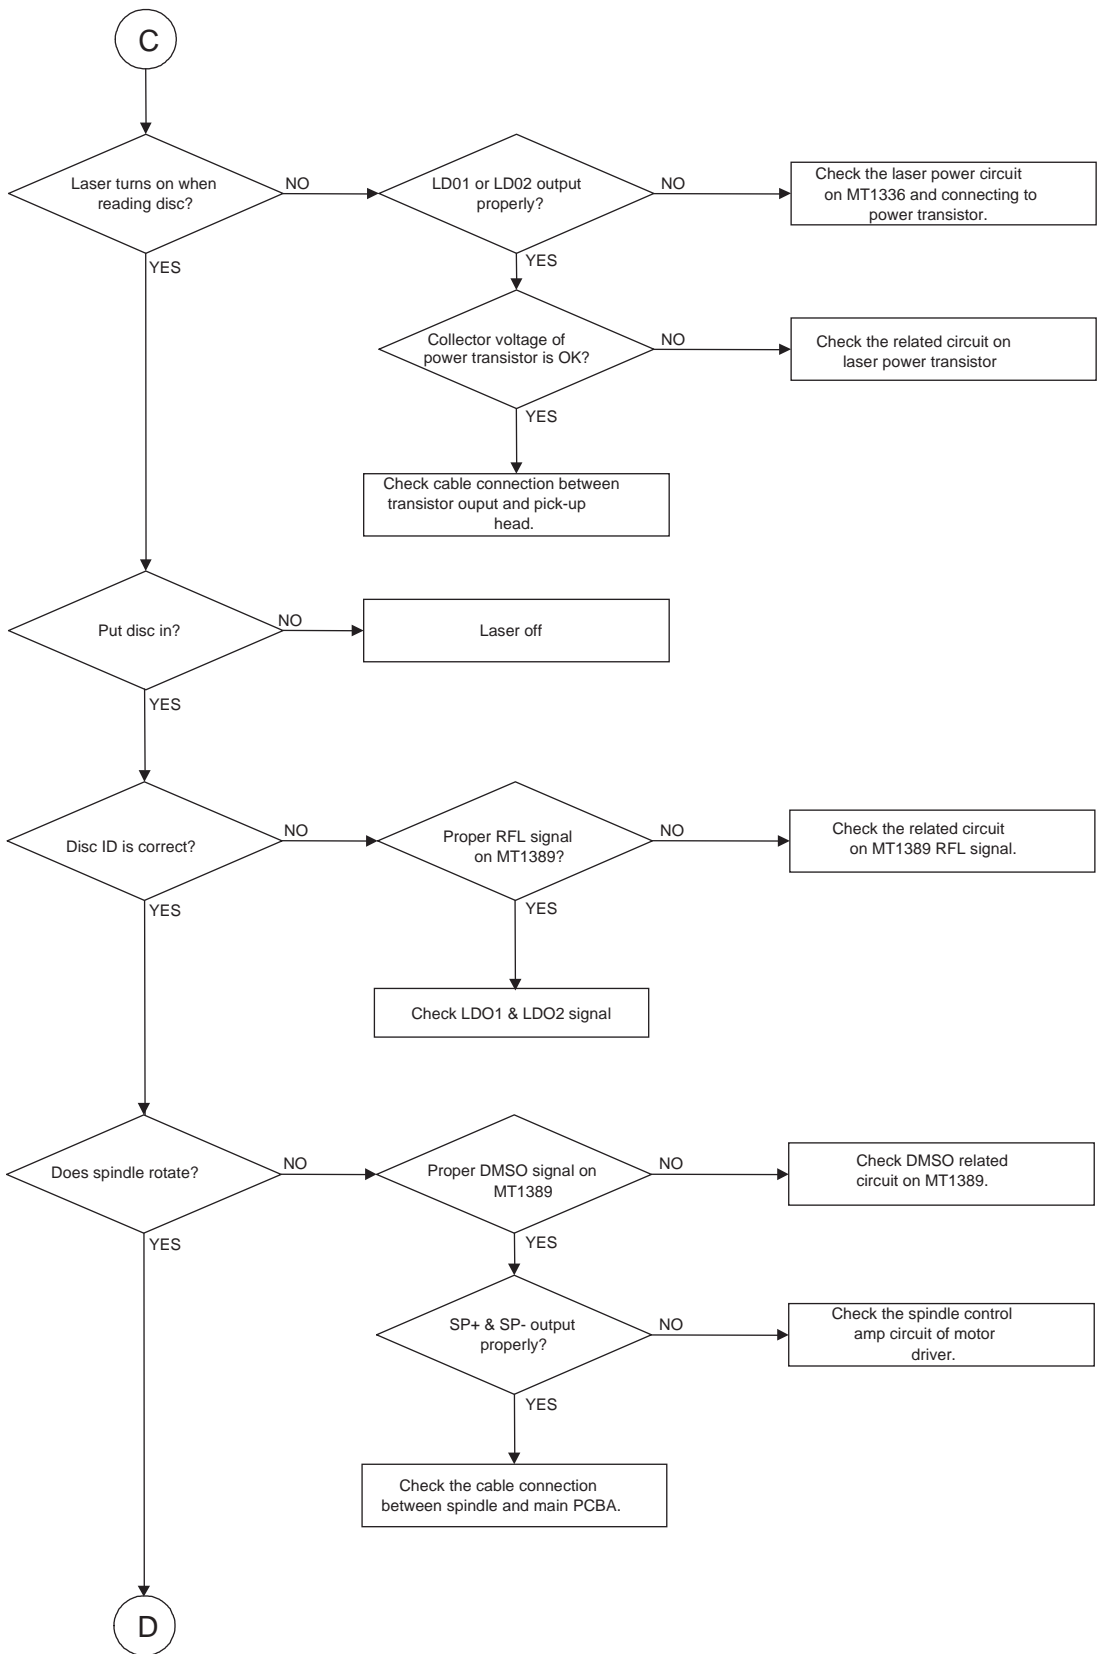 C
Laser turns on when
reading disc?
NO
LD01 or LD02 output
properly?
NO
Check the laser power circuit
on MT1336 and connecting to
power transistor.
YES
YES
Collector voltage of
power transistor is OK?
NO
Check the related circuit on
laser power transistor
YES
Check cable connection between
transistor ouput and pick-up
head.
Put disc in?
NO
Laser off
YES
Disc ID is correct?
NO
Proper RFL signal
on MT1389?
NO
Check the related circuit
on MT1389 RFL signal.
YES
YES
Check LDO1 & LDO2 signal
Does spindle rotate?
NO
Proper DMSO signal on
MT1389
NO
Check DMSO related
circuit on MT1389.
YES
YES
SP+ & SP- output
properly?
NO
Check the spindle control
amp circuit of motor
driver.
YES
Check the cable connection
between spindle and main PCBA.
D